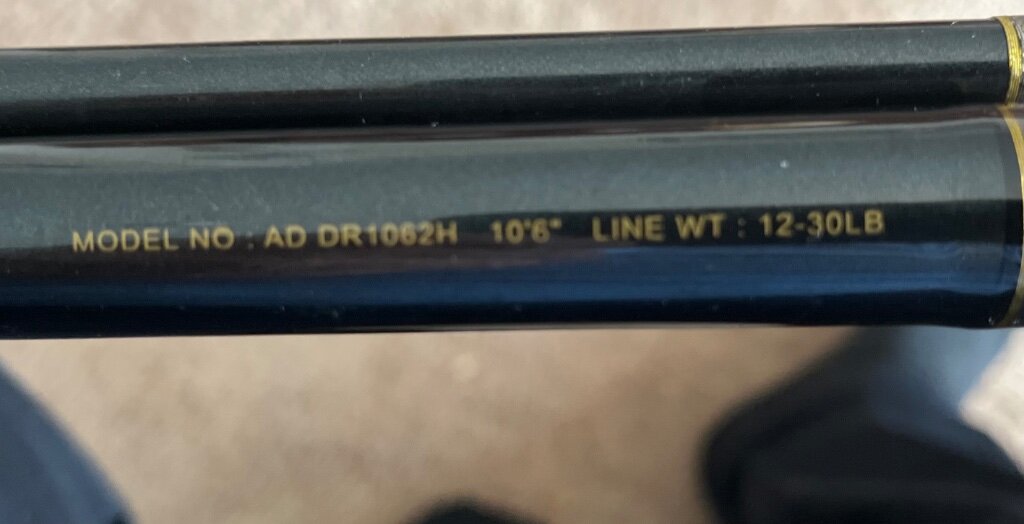 MODEL NO : AD DR1062H 10'6" LINE WT : 12-30LB